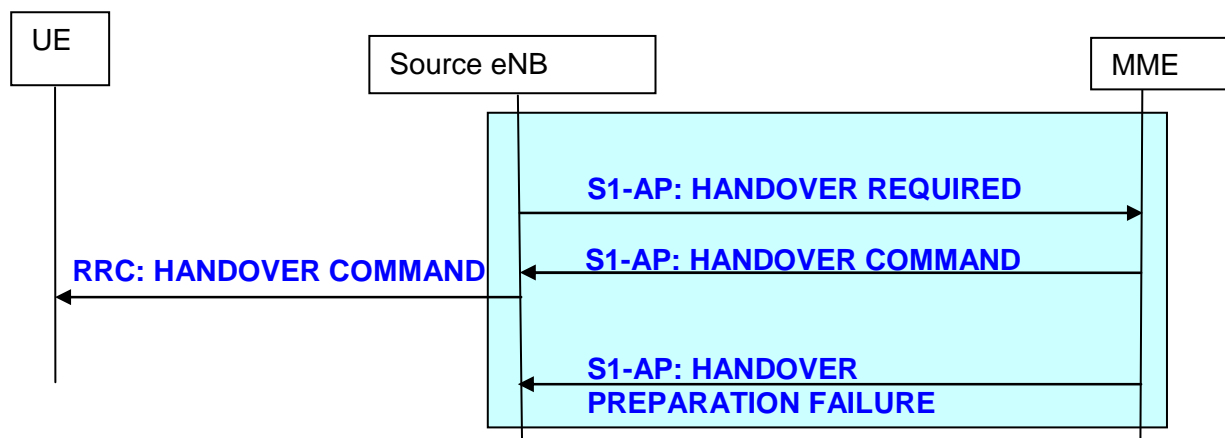 UE
Source eNB
MME
S1-AP: HANDOVER REQUIRED
S1-AP: HANDOVER COMMAND
RRC: HANDOVER COMMAND
S1-AP: HANDOVER
PREPARATION FAILURE